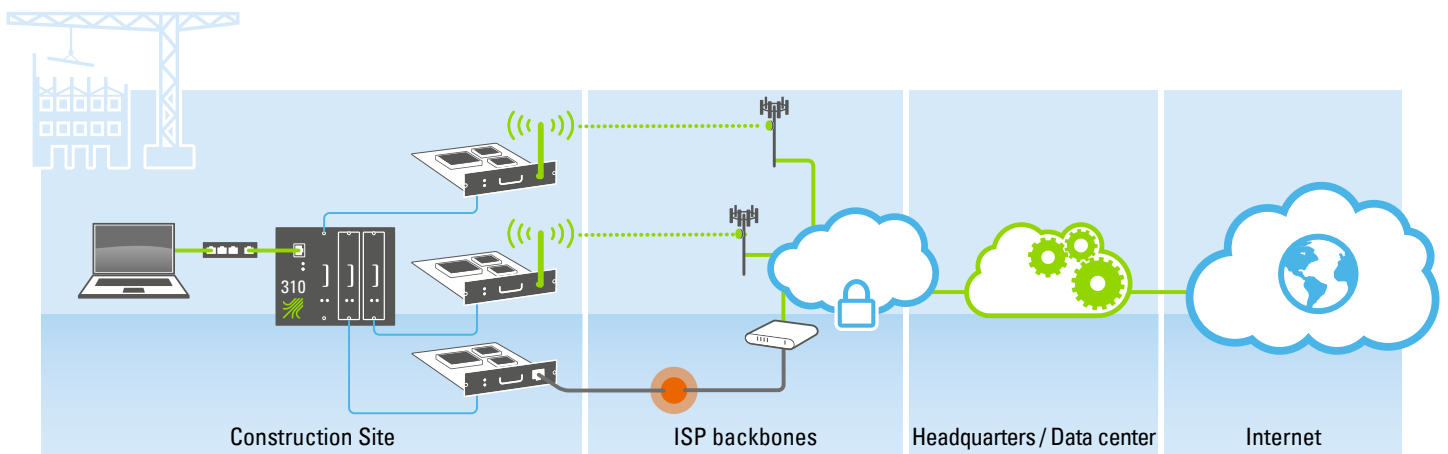 310
Construction Site
ISP backbones
Headquarters / Data center
Internet